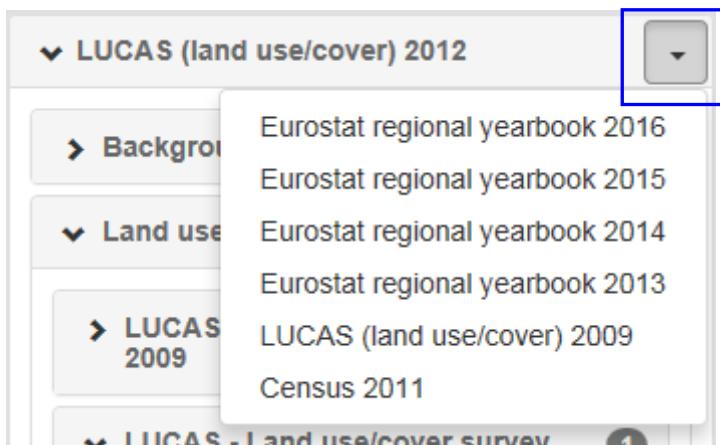 LUCAS (land use/cover) 2012
Eurostat regional yearbook 2016
Eurostat regional yearbook 2015
Eurostat regional yearbook 2014
Eurostat regional yearbook 2013
LUCAS (land use/cover) 2009
Census 2011
Land use
LUCAS
2009
LUCAS - Land use/cover survey
1